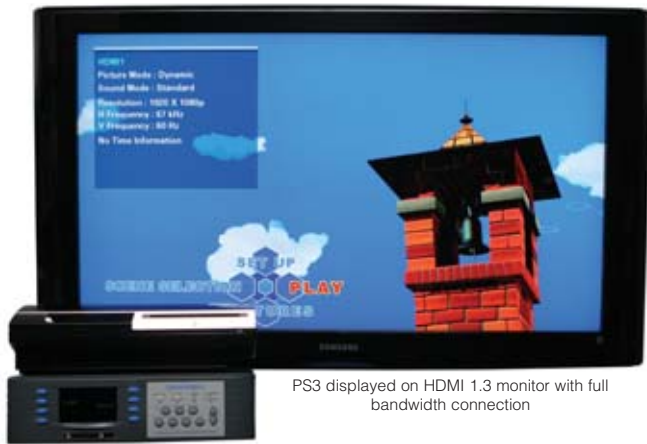 HDMI1
Picture Mode : Dynamic
Sound Mode : Standard
Resolution : 1920 X 1080p
H Frequency : 67 kHz
V Frequency : 60 Hz
No Time Information
SET UP
SCENE SELECTION
PLAY
SAMSUNG
PS3 displayed on HDMI 1.3 monitor with full
bandwidth connection